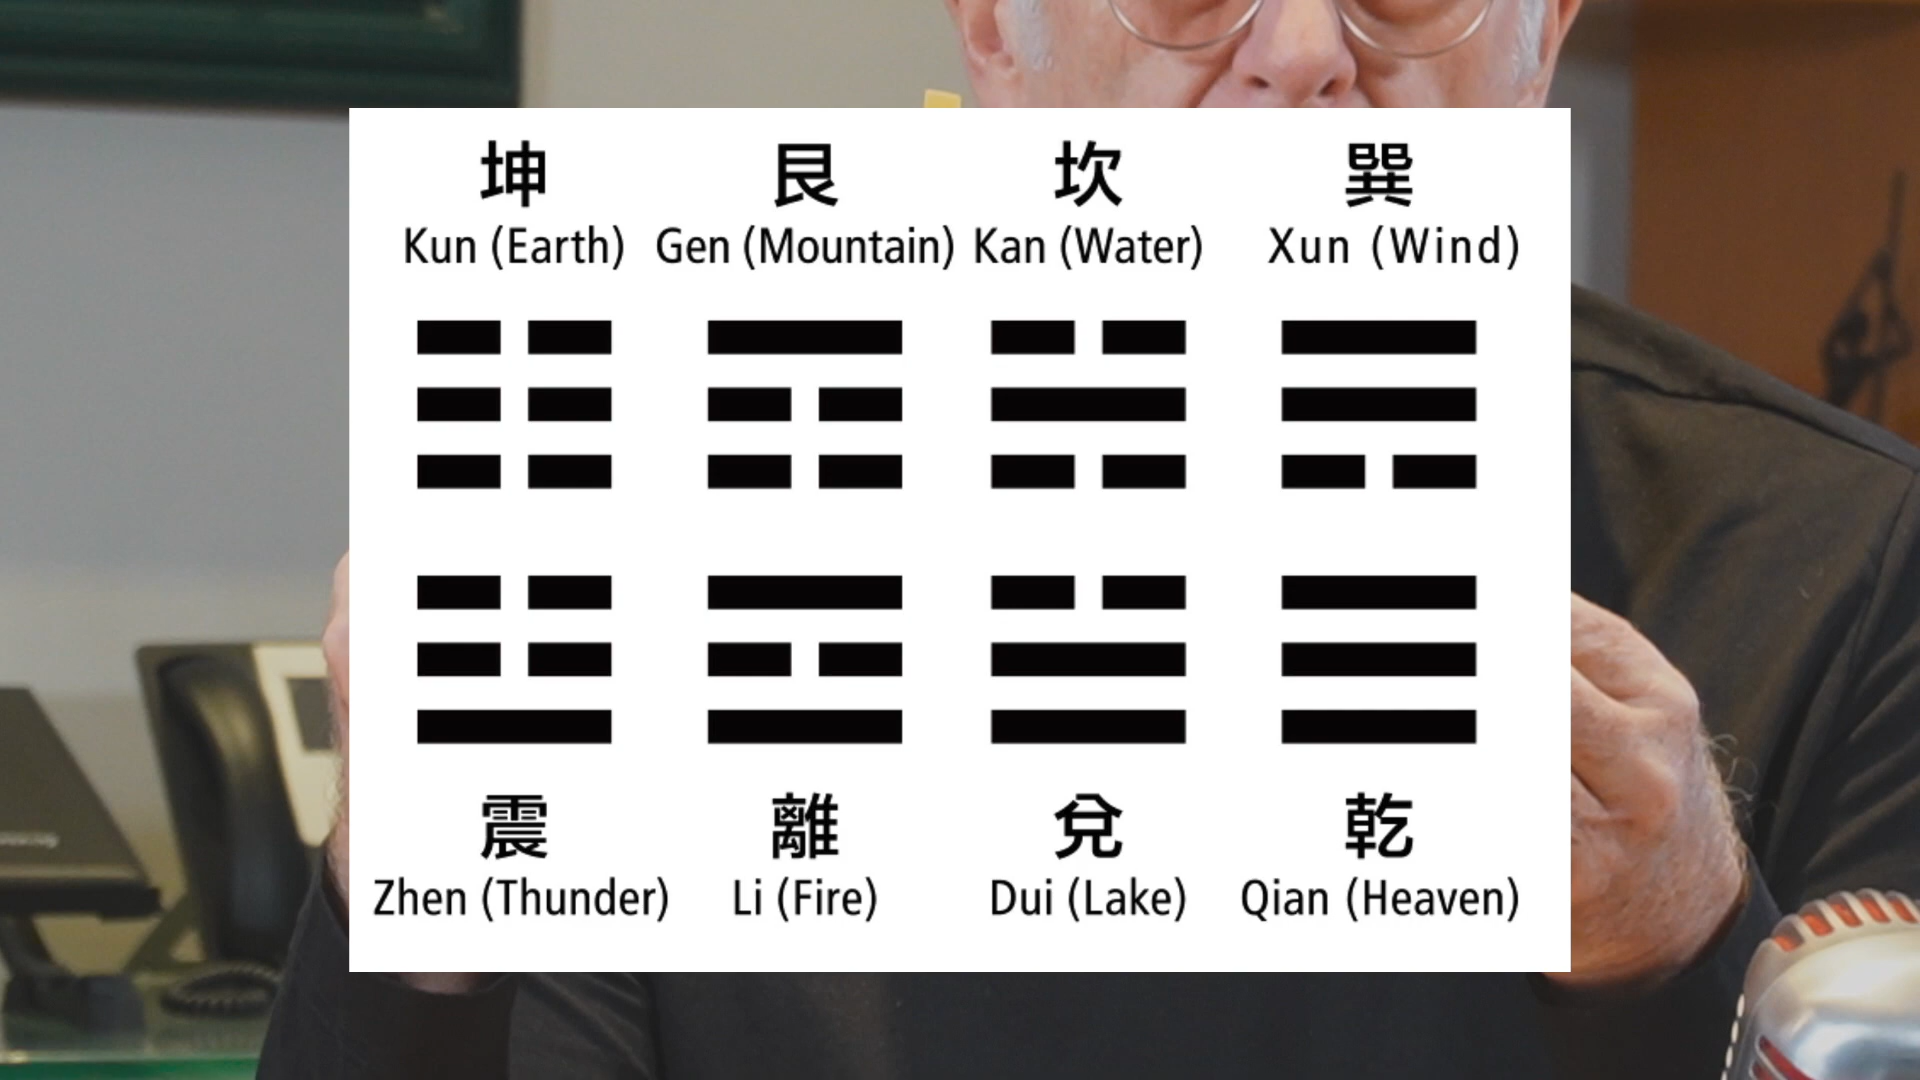 坤 艮 坎 巽
Kun (Earth) Gen (Mountain) Kan (Water) Xun (Wind)
震 離 兌 乾
Zhen (Thunder) Li (Fire) Dui (Lake) Qian (Heaven)